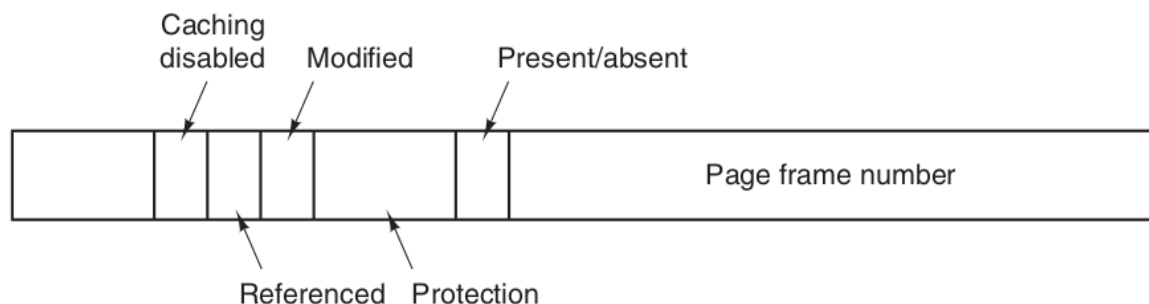 Caching
disabled
Modified
Present/absent
Page frame number
Referenced
Protection